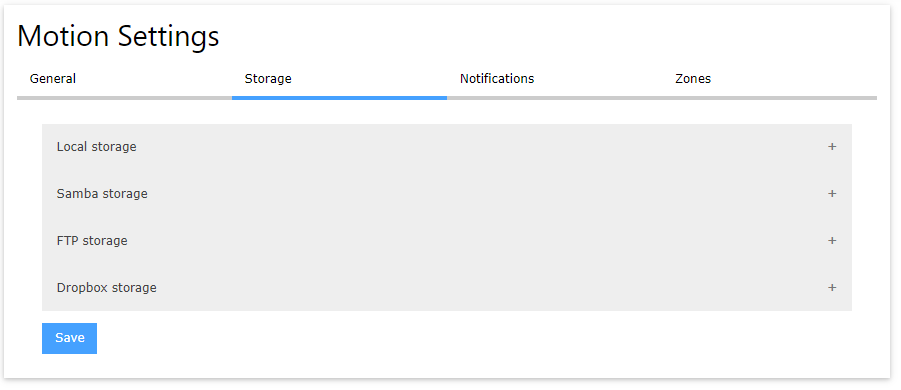 Motion Settings
General Storage Notifications Zones
Local storage +
Samba storage +
FTP storage +
Dropbox storage +
Save